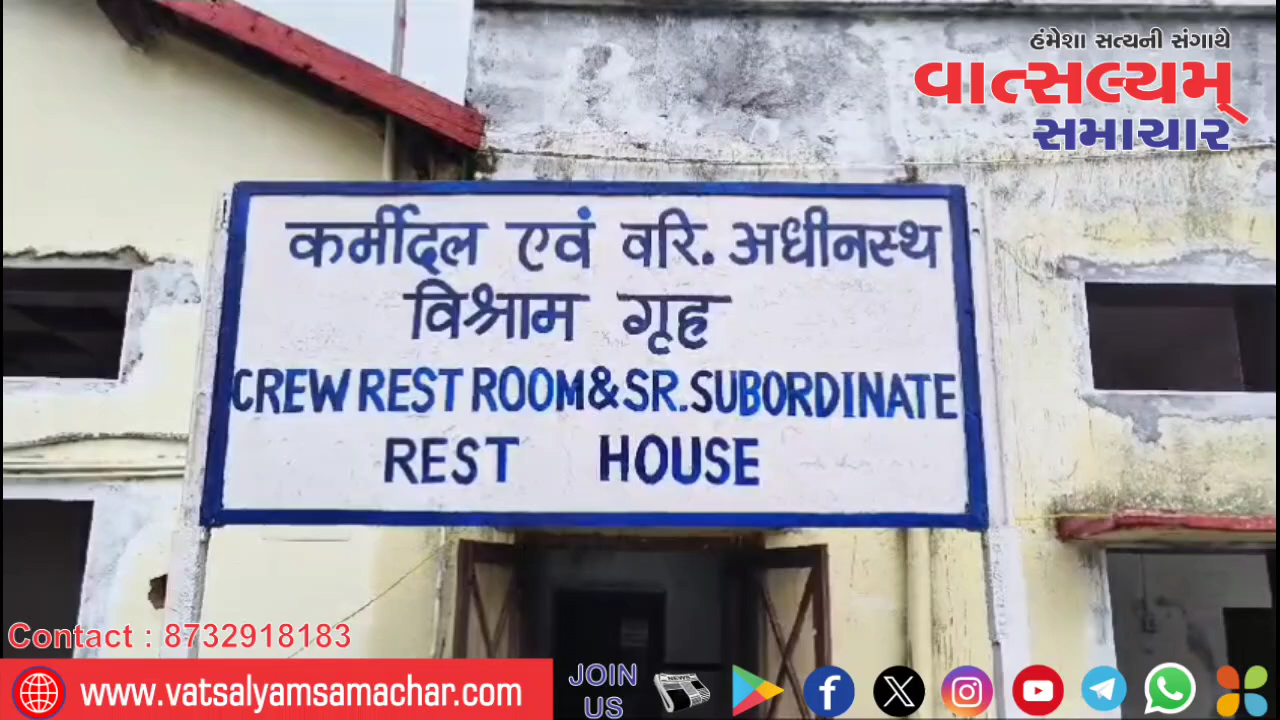 હંમેશા સત્યની સંગાથે
વાત્સલ્યમ્
સમાચાર
कर्मीदल एवं वरि. अधीनस्थ
विश्राम गृह
CREW REST ROOM & SR. SUBORDINATE
REST HOUSE
Contact : 8732918183
www.vatsalyamsamachar.com
JOIN
US
NEWS